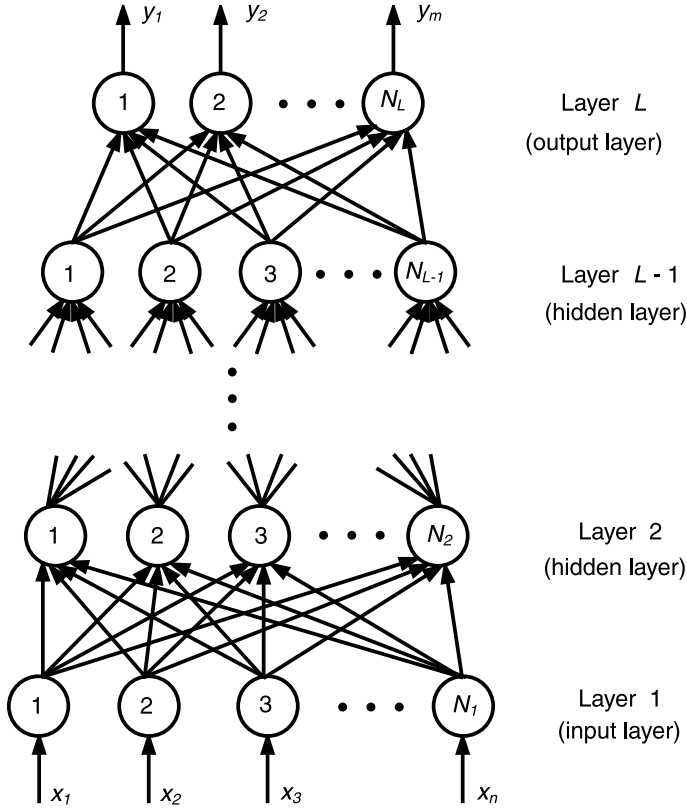 y1 y2 ym
1 2 NL Layer L
(output layer)
1 2 3 NL-1 Layer L - 1
(hidden layer)
1 2 3 N2 Layer 2
(hidden layer)
1 2 3 N1 Layer 1
(input layer)
x1 x2 x3 xn